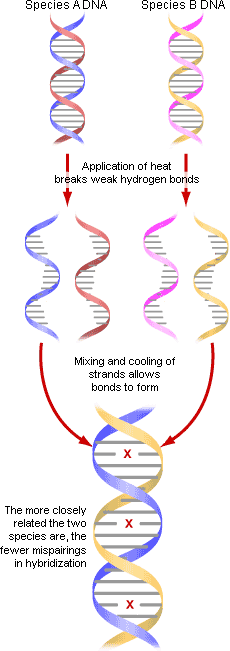 Species A DNA
Species B DNA
Application of heat
breaks weak hydrogen bonds
Mixing and cooling of
strands allows
bonds to form
X
X
X
The more closely
related the two
species are, the
fewer mispairings
in hybridization